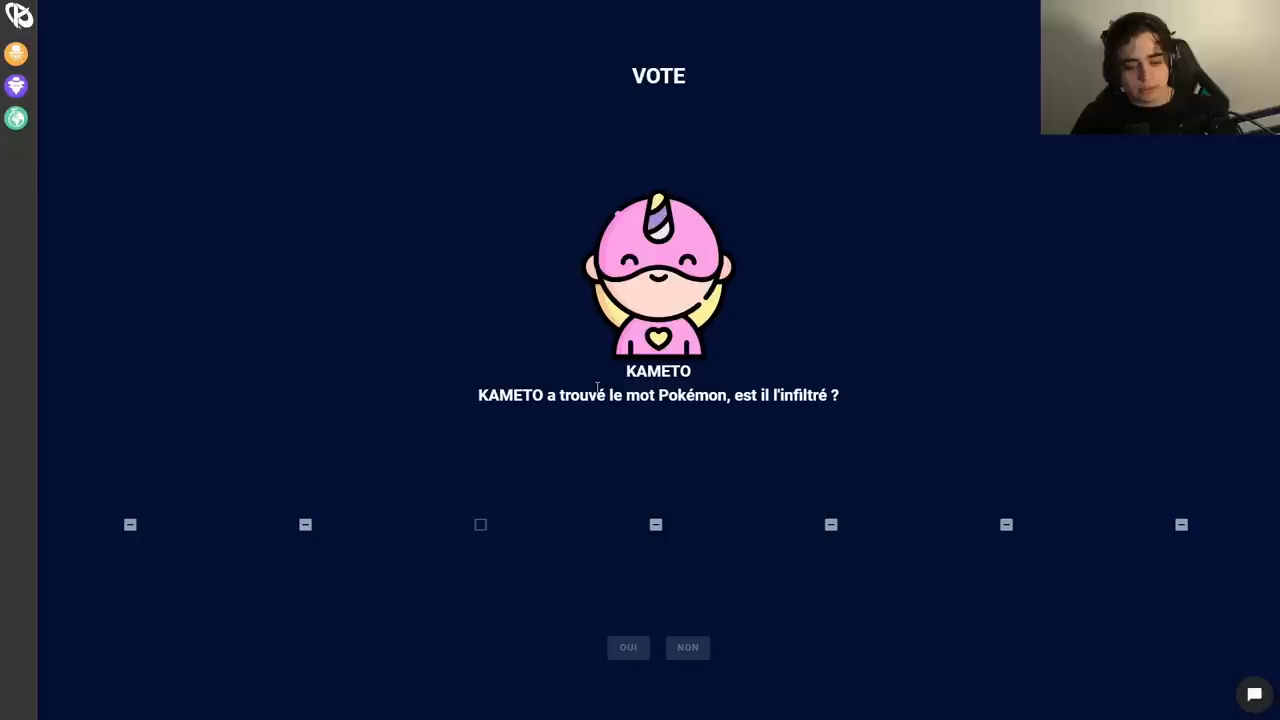 VOTE
KAMETO
KAMETO a trouvé le mot Pokémon, est il l'infiltré ?
OUI NON